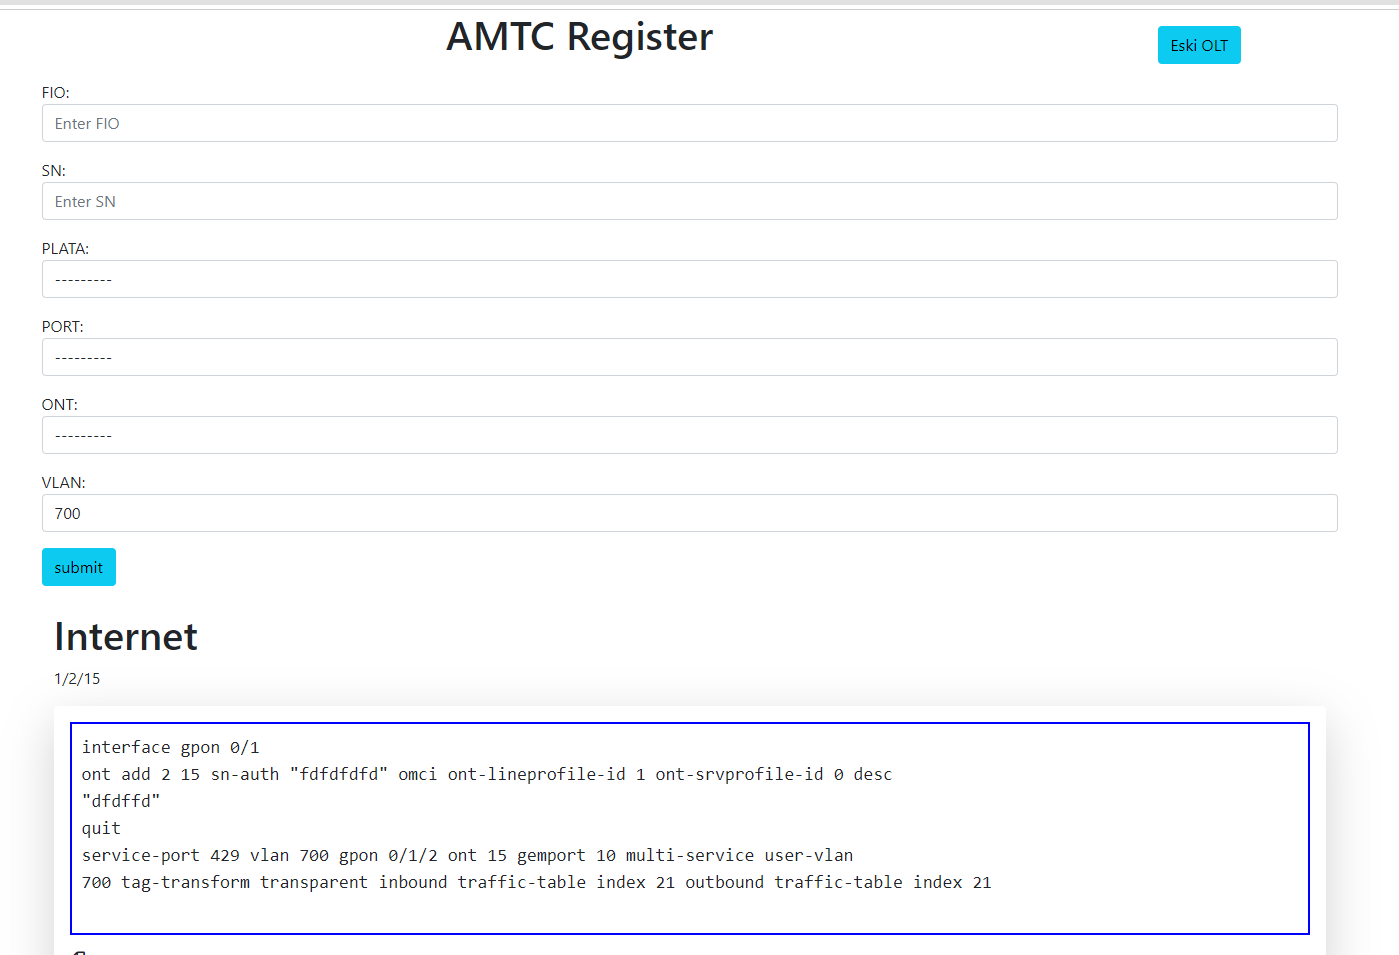 AMTC Register
Eski OLT
FIO:
Enter FIO
SN:
Enter SN
PLATA:
---------
PORT:
---------
ONT:
---------
VLAN:
700
submit
Internet
1/2/15
interface gpon 0/1
ont add 2 15 sn-auth "fdfdfdfd" omci ont-lineprofile-id 1 ont-srvprofile-id 0 desc
"dfdffd"
quit
service-port 429 vlan 700 gpon 0/1/2 ont 15 gemport 10 multi-service user-vlan
700 tag-transform transparent inbound traffic-table index 21 outbound traffic-table index 21